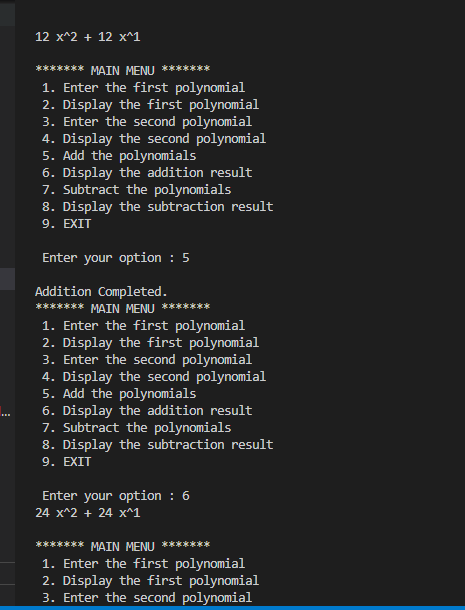 12 x^2 + 12 x^1
******* MAIN MENU *******
1. Enter the first polynomial
2. Display the first polynomial
3. Enter the second polynomial
4. Display the second polynomial
5. Add the polynomials
6. Display the addition result
7. Subtract the polynomials
8. Display the subtraction result
9. EXIT
Enter your option : 5
Addition Completed.
******* MAIN MENU *******
1. Enter the first polynomial
2. Display the first polynomial
3. Enter the second polynomial
4. Display the second polynomial
5. Add the polynomials
6. Display the addition result
7. Subtract the polynomials
8. Display the subtraction result
9. EXIT
Enter your option : 6
24 x^2 + 24 x^1
******* MAIN MENU *******
1. Enter the first polynomial
2. Display the first polynomial
3. Enter the second polynomial